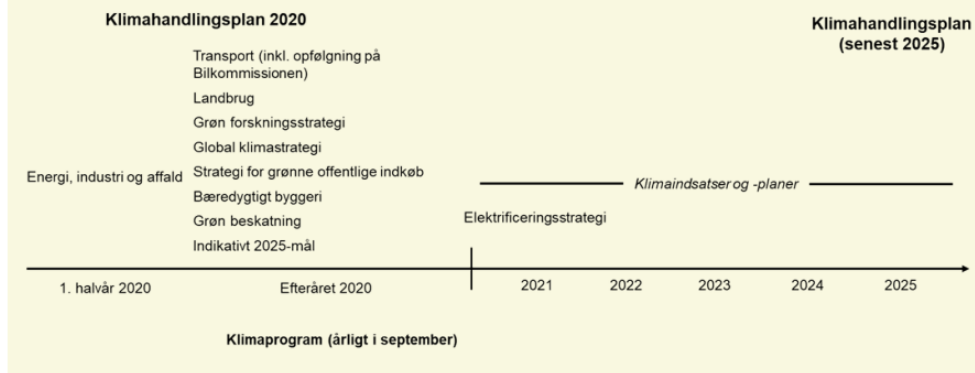 Klimahandlingsplan 2020
Klimahandlingsplan
(senest 2025)
Transport (inkl. opfølgning på
Bilkommissionen)
Landbrug
Grøn forskningsstrategi
Global klimastrategi
Energi, industri og affald
Strategi for grønne offentlige indkøb
Klimaindsatser og -planer
Bæredygtigt byggeri
Grøn beskatning
Elektrificeringsstrategi
Indikativt 2025-mål
1. halvår 2020
Efteråret 2020
2021
2022
2023
2024
2025
Klimaprogram (årligt i september)